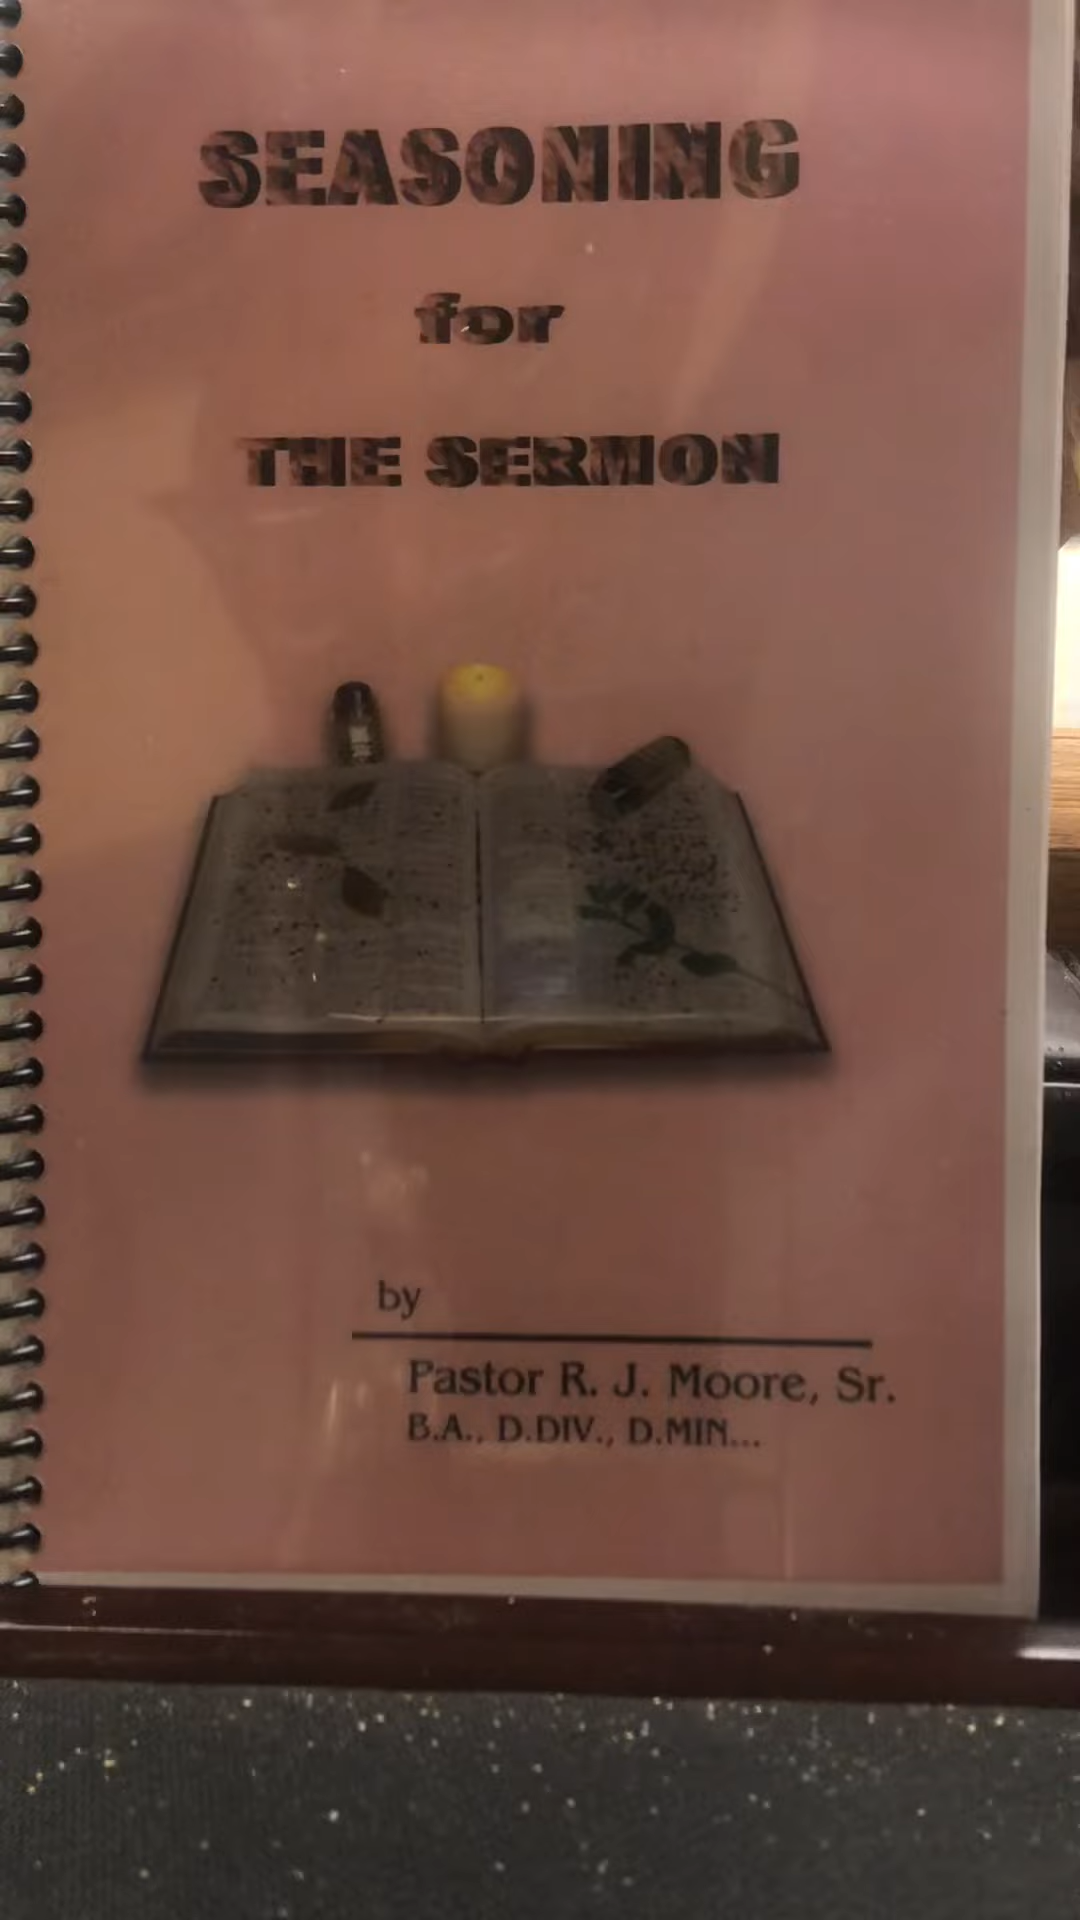 SEASONING
for
THE SERMON
by
Pastor R. J. Moore, Sr.
B.A., D.DIV., D.MIN...